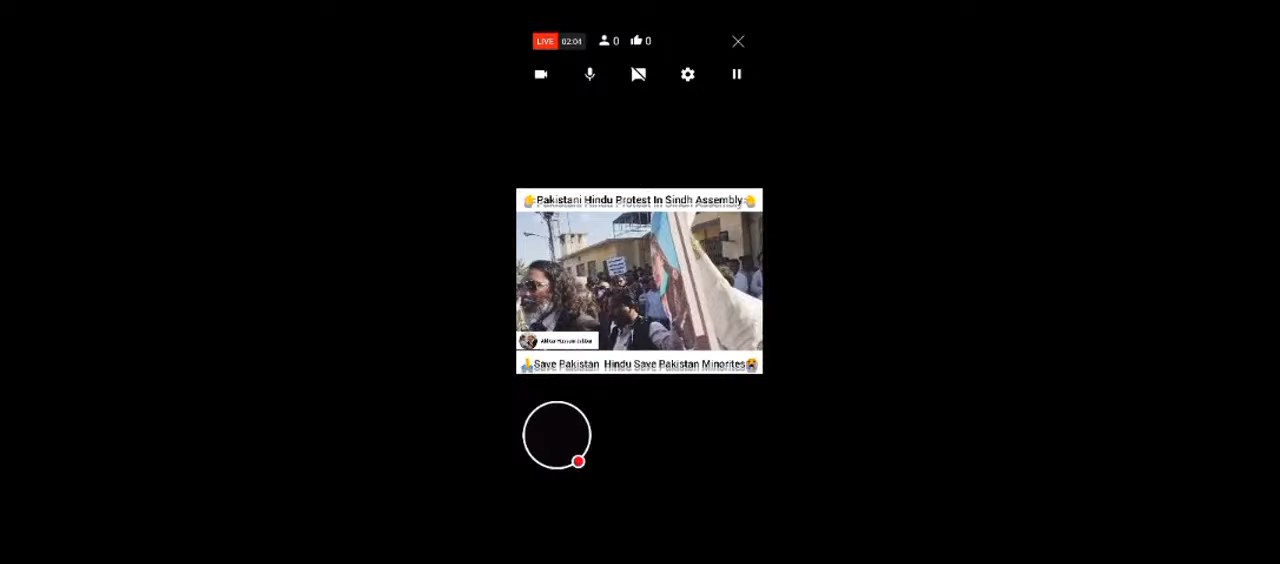 LIVE 02:04 0 0
Pakistani Hindu Protest In Sindh Assembly
Save Pakistan Hindu Save Pakistan Minorites